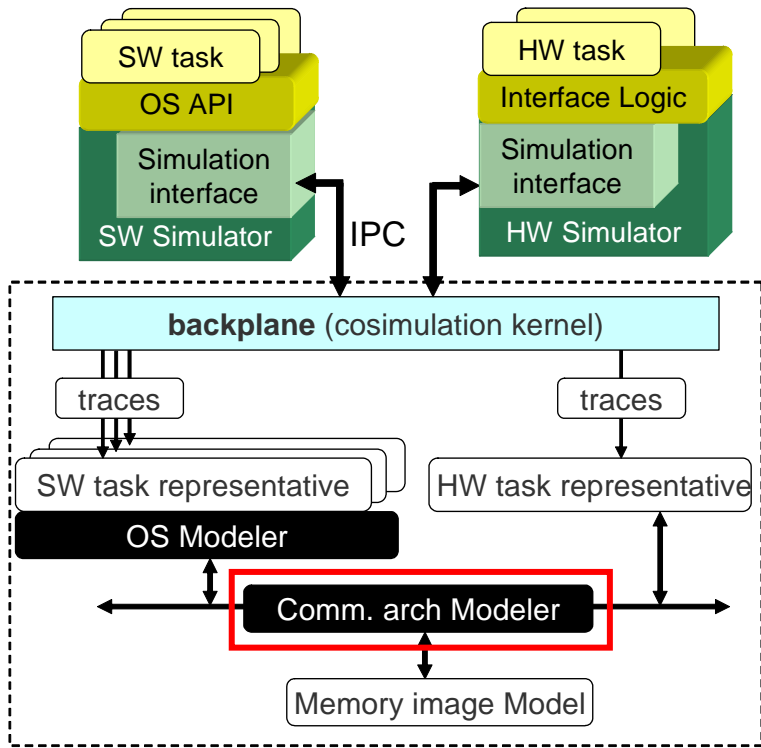 SW task
OS API
Simulation
interface
SW Simulator
HW task
Interface Logic
Simulation
interface
HW Simulator
IPC
backplane (cosimulation kernel)
traces
traces
SW task representative
HW task representative
OS Modeler
Comm. arch Modeler
Memory image Model